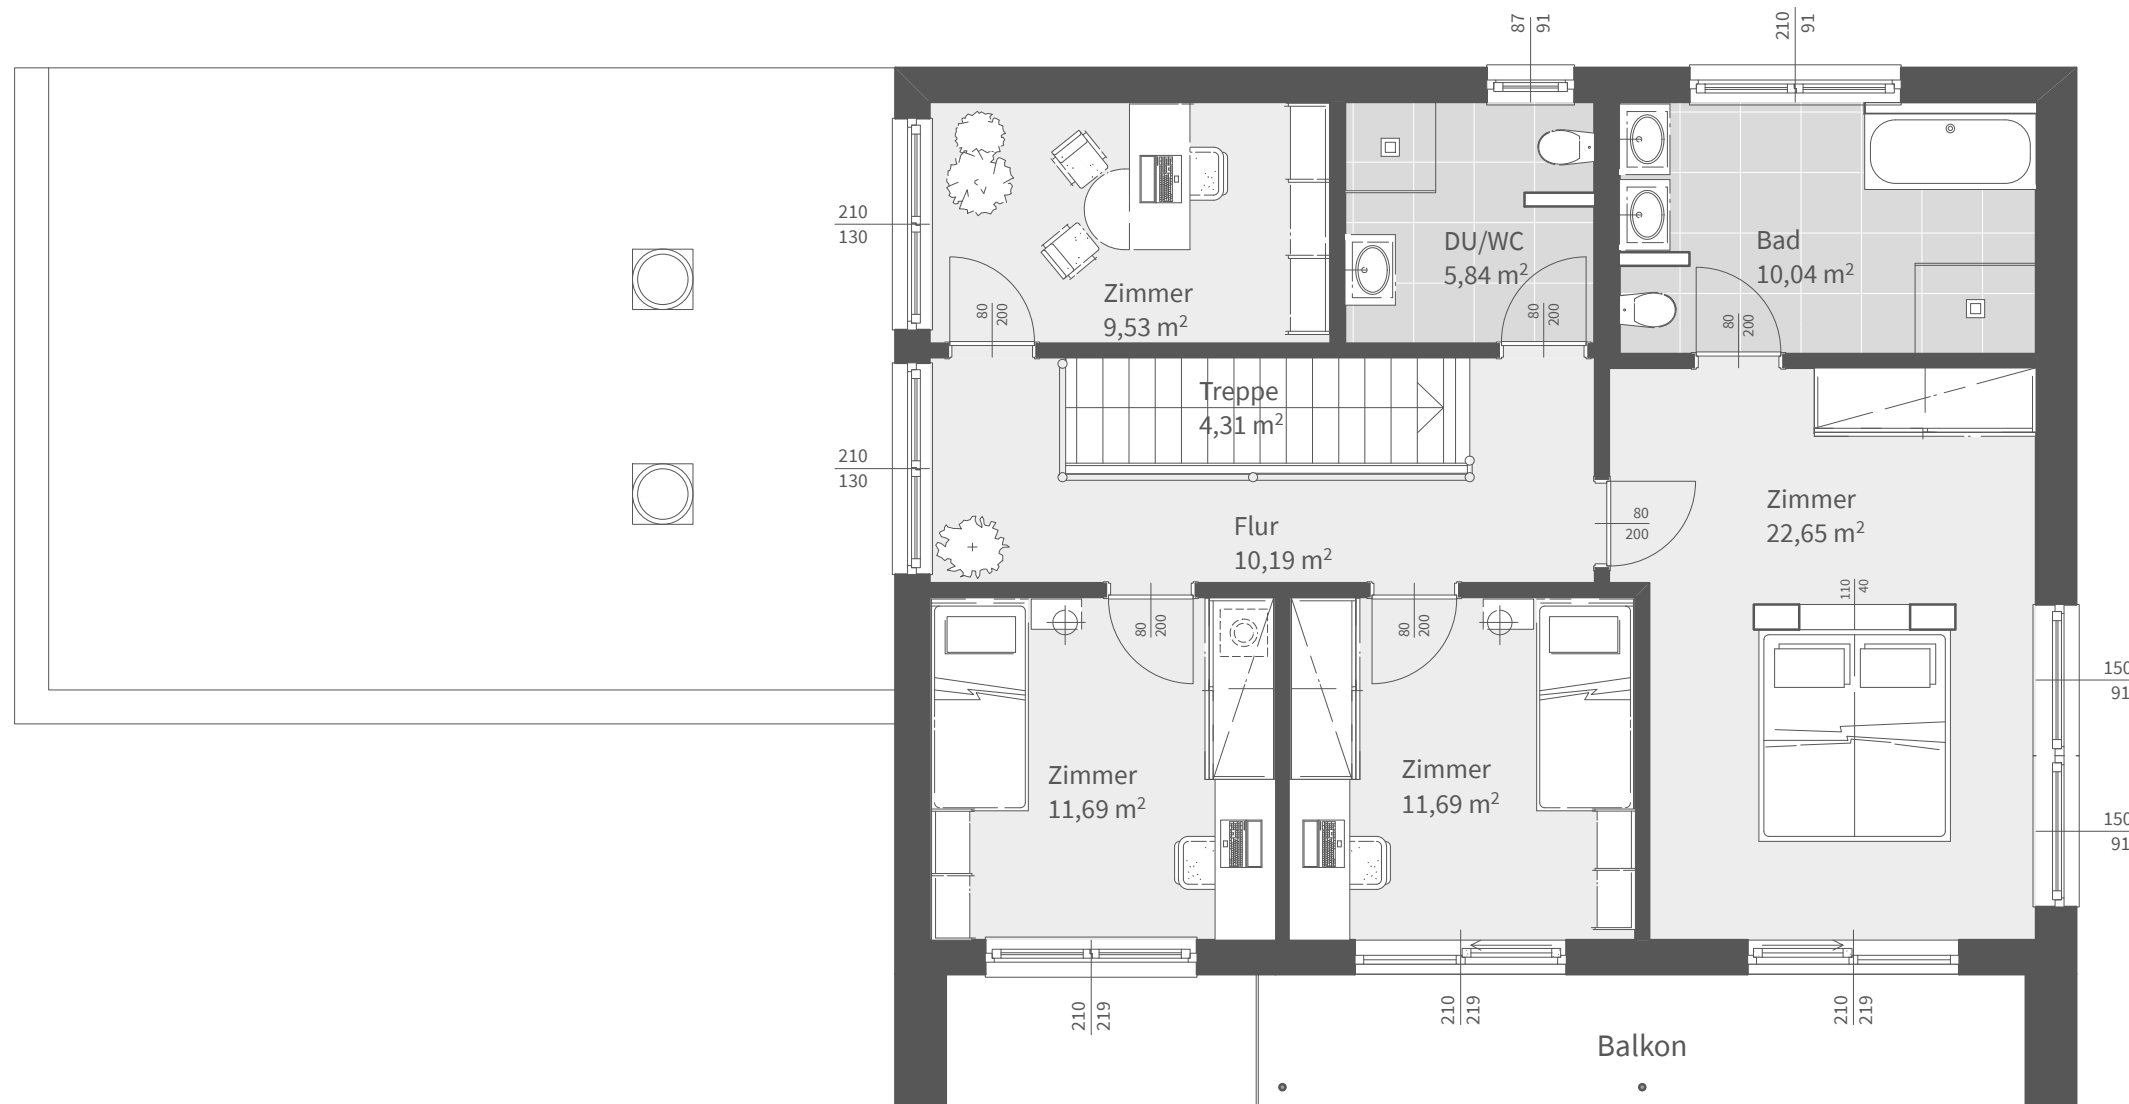 87
91
210
91
210
130
Zimmer
9,53 m²
80
200
DU/WC
5,84 m²
80
200
Bad
10,04 m²
80
200
Treppe
4,31 m²
210
130
Flur
10,19 m²
80
200
Zimmer
22,65 m²
110
40
80
200
80
200
Zimmer
11,69 m²
Zimmer
11,69 m²
150
91
150
91
210
219
210
219
210
219
Balkon